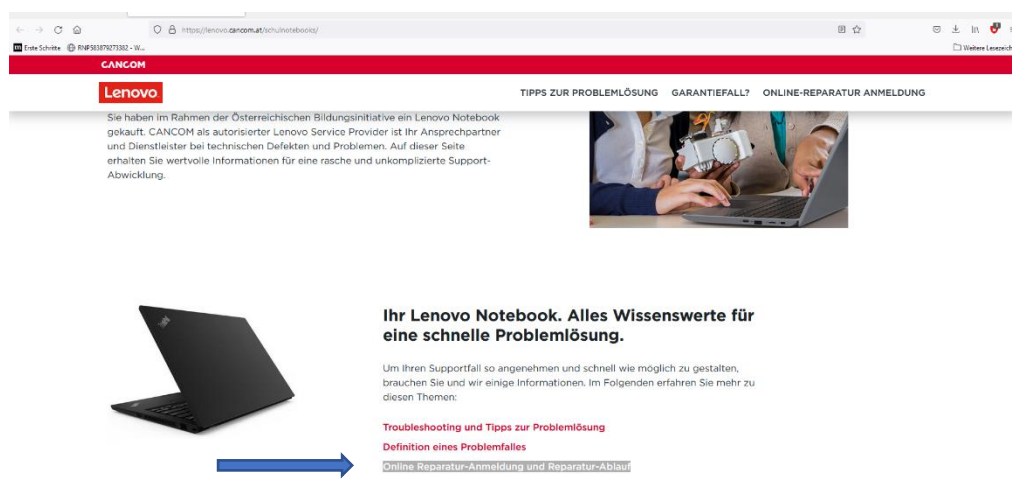 https://lenovo.cancom.at/schulnotebooks/
Erste Schritte RNP583879273382 - W...
Weitere Lesezeich
CANCOM
Lenovo
TIPPS ZUR PROBLEMLÖSUNG GARANTIEFALL? ONLINE-REPARATUR ANMELDUNG
Sie haben im Rahmen der Österreichischen Bildungsinitiative ein Lenovo Notebook
gekauft. CANCOM als autorisierter Lenovo Service Provider ist Ihr Ansprechpartner
und Dienstleister bei technischen Defekten und Problemen. Auf dieser Seite
erhalten Sie wertvolle Informationen für eine rasche und unkomplizierte Support-
Abwicklung.
Ihr Lenovo Notebook. Alles Wissenswerte für
eine schnelle Problemlösung.
Um Ihren Supportfall so angenehmen und schnell wie möglich zu gestalten,
brauchen Sie und wir einige Informationen. Im Folgenden erfahren Sie mehr zu
diesen Themen:
Troubleshooting und Tipps zur Problemlösung
Definition eines Problemfalles
Online Reparatur-Anmeldung und Reparatur-Ablauf